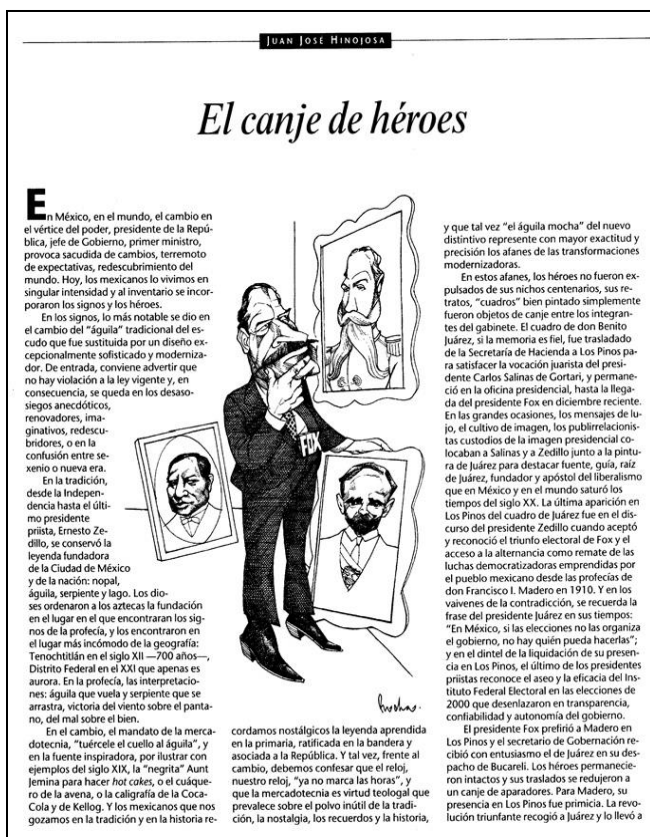 JUAN JOSÉ HINOJOSA
El canje de héroes
En México, en el mundo, el cambio en
el vértice del poder, presidente de la Repú-
blica, jefe de Gobierno, primer ministro,
provoca sacudida de cambios, terremoto
de expectativas, redescubrimiento del
mundo. Hoy, los mexicanos lo vivimos en
singular intensidad y al inventario se incor-
poraron los signos y los héroes.
En los signos, lo más notable se dio en
el cambio del "águila" tradicional del es-
cudo que fue sustituida por un diseño ex-
cepcionalmente sofisticado y moderniza-
dor. De entrada, conviene advertir que
no hay violación a la ley vigente y, en
consecuencia, se queda en los desaso-
siegos anecdóticos,
renovadores, ima-
ginativos, redescu-
bridores, o en la
confusión entre se-
xenio o nueva era.
En la tradición,
desde la Indepen-
dencia hasta el últi-
mo presidente
priista, Ernesto Ze-
dillo, se conservó la
leyenda fundadora
de la Ciudad de México
y de la nación: nopal,
águila, serpiente y lago. Los dio-
ses ordenaron a los aztecas la fundación
en el lugar en el que encontraran los sig-
nos de la profecía, y los encontraron en
el lugar más incómodo de la geografía:
Tenochtitlán en el siglo XII —700 años—,
Distrito Federal en el XXI que apenas es
aurora. En la profecía, las interpretacio-
nes: águila que vuela y serpiente que se
arrastra, victoria del viento sobre el panta-
no, del mal sobre el bien.
En el cambio, el mandato de la merca-
dotecnia, "tuércele el cuello al águila", y
en la fuente inspiradora, por ilustrar con
ejemplos del siglo XIX, la "negrita" Aunt
Jemina para hacer hot cakes, o el cuáque-
ro de la avena, o la caligrafía de la Coca-
Cola y de Kellog. Y los mexicanos que nos
gozamos en la tradición y en la historia re-
FOX
cordamos nostálgicos la leyenda aprendida
en la primaria, ratificada en la bandera y
asociada a la República. Y tal vez, frente al
cambio, debemos confesar que el reloj,
nuestro reloj, "ya no marca las horas", y
que la mercadotecnia es virtud teologal que
prevalece sobre el polvo inútil de la tradi-
ción, la nostalgia, los recuerdos y la historia,
y que tal vez "el águila mocha" del nuevo
distintivo represente con mayor exactitud y
precisión los afanes de las transformaciones
modernizadoras.
En estos afanes, los héroes no fueron ex-
pulsados de sus nichos centenarios, sus re-
tratos, "cuadros" bien pintado simplemente
fueron objetos de canje entre los integran-
tes del gabinete. El cuadro de don Benito
Juárez, si la memoria es fiel, fue trasladado
de la Secretaría de Hacienda a Los Pinos pa-
ra satisfacer la vocación juarista del presi-
dente Carlos Salinas de Gortari, y permane-
ció en la oficina presidencial, hasta la llega-
da del presidente Fox en diciembre reciente.
En las grandes ocasiones, los mensajes de lu-
jo, el cultivo de imagen, los publirrelacionis-
tas custodios de la imagen presidencial co-
locaban a Salinas y a Zedillo junto a la pintu-
ra de Juárez para destacar fuente, guía, raíz
de Juárez, fundador y apóstol del liberalismo
que en México y en el mundo saturó los
tiempos del siglo XX. La última aparición en
Los Pinos del cuadro de Juárez fue en el dis-
curso del presidente Zedillo cuando aceptó
y reconoció el triunfo electoral de Fox y el
acceso a la alternancia como remate de las
luchas democratizadoras emprendidas por
el pueblo mexicano desde las profecías de
don Francisco I. Madero en 1910. Y en los
vaivenes de la contradicción, se recuerda la
frase del presidente Juárez en sus tiempos:
"En México, si las elecciones no las organiza
el gobierno, no hay quién pueda hacerlas";
y en el dintel de la liquidación de su presen-
cia en Los Pinos, el último de los presidentes
priistas reconoce el aseo y la eficacia del Ins-
tituto Federal Electoral en las elecciones de
2000 que desenlazaron en transparencia,
confiabilidad y autonomía del gobierno.
El presidente Fox prefirió a Madero en
Los Pinos y el secretario de Gobernación re-
cibió con entusiasmo el de Juárez en su des-
pacho de Bucareli. Los héroes permanecie-
ron intactos y sus traslados se redujeron a
un canje de aparadores. Para Madero, su
presencia en Los Pinos fue primicia. La revo-
lución triunfante recogió a Juárez y lo llevó a